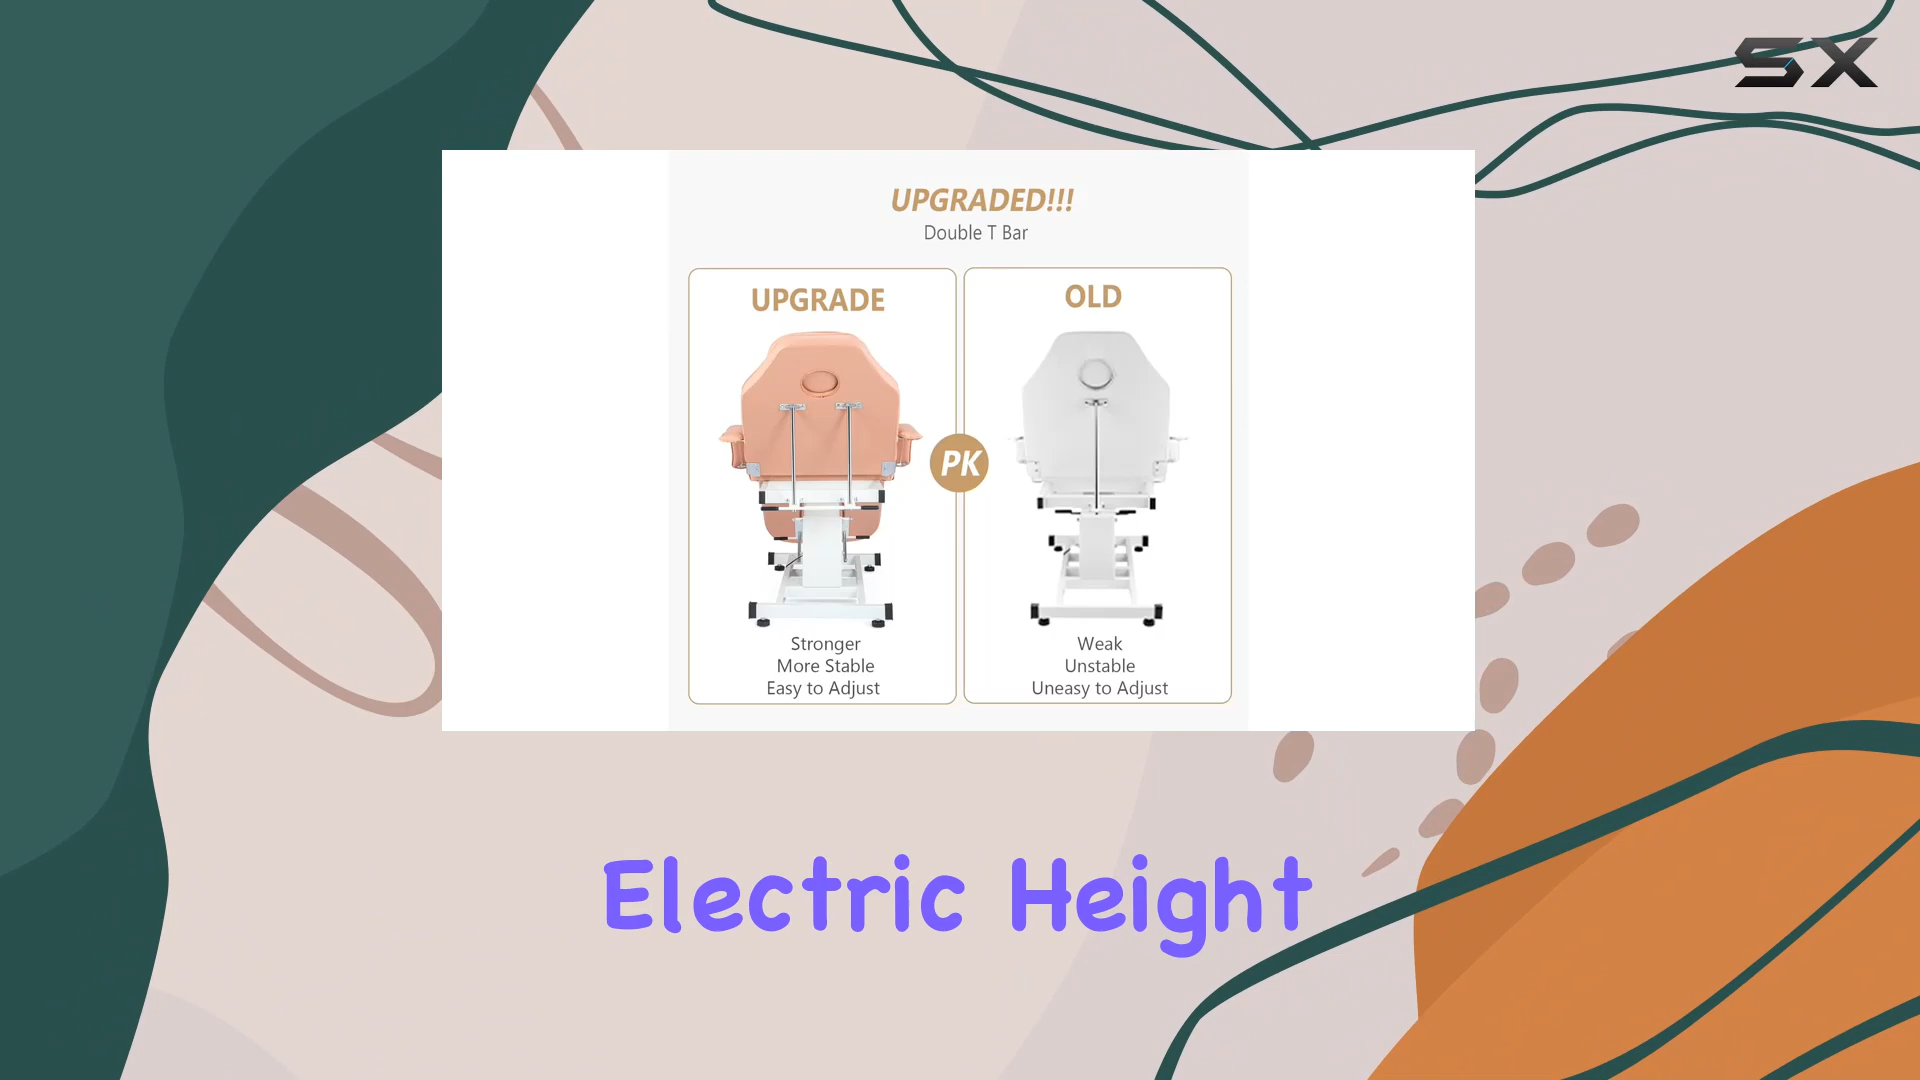 SX
UPGRADED!!!
Double T Bar
UPGRADE
OLD
PK
Stronger
More Stable
Easy to Adjust
Weak
Unstable
Uneasy to Adjust
Electric Height